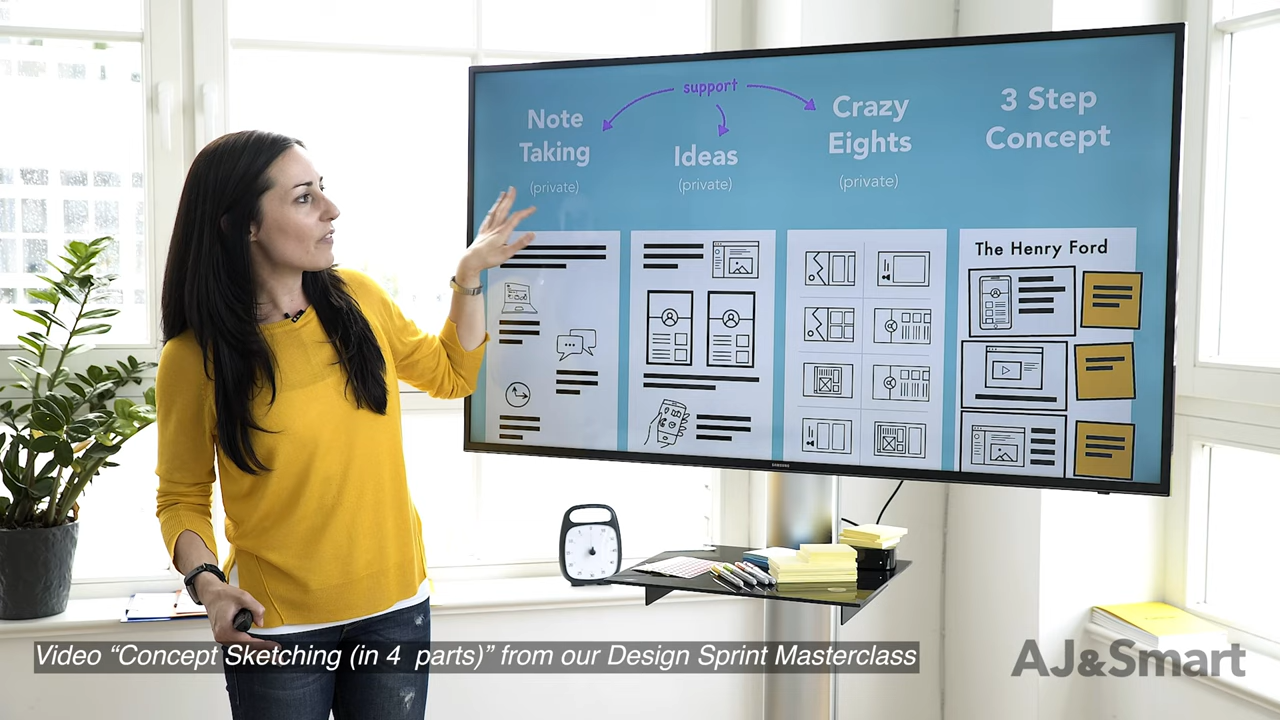 support
Note
Taking
(private)
Ideas
(private)
Crazy
Eights
(private)
3 Step
Concept
The Henry Ford
SAMSUNG
Video “Concept Sketching (in 4  parts)” from our Design Sprint Masterclass
AJ&Smart